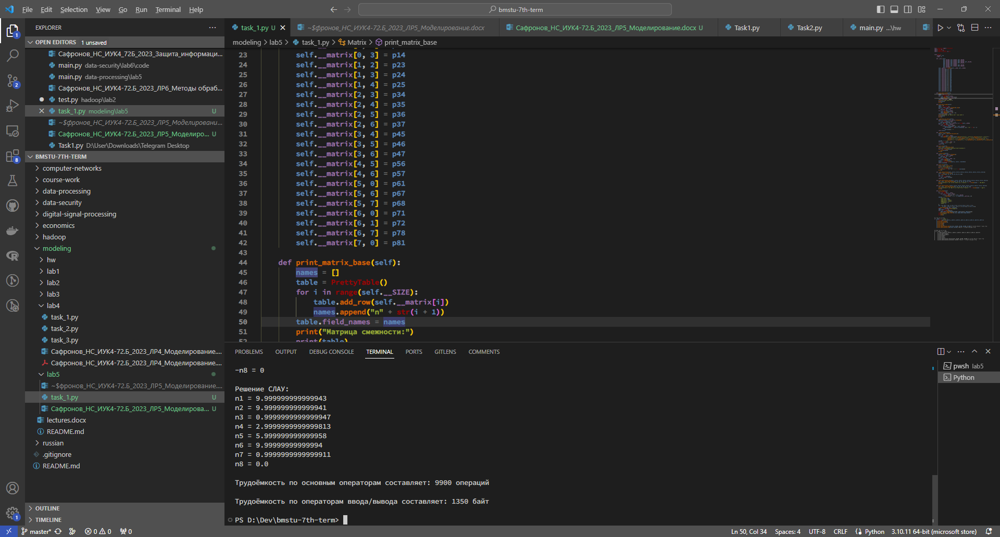 File Edit Selection View Go Run Terminal Help
bmstu-7th-term
EXPLORER
OPEN EDITORS 1 unsaved
Сафронов_НС_ИУК4_72Б_2023_Защита_информаци...
main.py data-security\lab6\code
main.py data-processing\lab5
Сафронов_НС_ИУК4-72.Б_2023_ЛР6_Методы обраб...
test.py hadoop\lab2
task_1.py modeling\lab5 U
~$фронов_НС_ИУК4-72.Б_2023_ЛР5_Моделировани...
Сафронов_НС_ИУК4-72.Б_2023_ЛР5_Моделиро... U
Task1.py D:\User\Downloads\Telegram Desktop
BMSTU-7TH-TERM
computer-networks
course-work
data-processing
data-security
digital-signal-processing
economics
hadoop
modeling
hw
lab1
lab2
lab3
lab4
task_1.py
task_2.py
task_3.py
Сафронов_НС_ИУК4-72.Б_2023_ЛР4_Моделирование....
Сафронов_НС_ИУК4-72.Б_2023_ЛР4_Моделирование....
lab5
~$фронов_НС_ИУК4-72.Б_2023_ЛР5_Моделирование....
task_1.py U
Сафронов_НС_ИУК4-72.Б_2023_ЛР5_Моделирова... U
lectures.docx
README.md
russian
.gitignore
README.md
OUTLINE
TIMELINE
1
2
8
1
task_1.py U ~$фронов_НС_ИУК4-72.Б_2023_ЛР5_Моделирование.docx Сафронов_НС_ИУК4-72.Б_2023_ЛР5_Моделирование.docx U Task1.py Task2.py main.py ...\hw
modeling > lab5 > task_1.py > Matrix > print_matrix_base
23 self.__matrix[0, 3] = p14
24 self.__matrix[1, 2] = p23
25 self.__matrix[1, 3] = p24
26 self.__matrix[1, 4] = p25
27 self.__matrix[2, 3] = p34
28 self.__matrix[2, 4] = p35
29 self.__matrix[2, 5] = p36
30 self.__matrix[2, 6] = p37
31 self.__matrix[3, 4] = p45
32 self.__matrix[3, 5] = p46
33 self.__matrix[3, 6] = p47
34 self.__matrix[4, 5] = p56
35 self.__matrix[4, 6] = p57
36 self.__matrix[5, 0] = p61
37 self.__matrix[5, 6] = p67
38 self.__matrix[5, 7] = p68
39 self.__matrix[6, 0] = p71
40 self.__matrix[6, 1] = p72
41 self.__matrix[6, 7] = p78
42 self.__matrix[7, 0] = p81
43
44 def print_matrix_base(self):
45 names = []
46 table = PrettyTable()
47 for i in range(self.__SIZE):
48 table.add_row(self.__matrix[i])
49 names.append("n" + str(i + 1))
50 table.field_names = names
51 print("Матрица смежности:")
52 print(table)
PROBLEMS OUTPUT DEBUG CONSOLE TERMINAL PORTS GITLENS COMMENTS
-n8 = 0
Решение СЛАУ:
n1 = 9.999999999999943
n2 = 9.999999999999941
n3 = 0.9999999999999947
n4 = 2.9999999999999813
n5 = 5.999999999999958
n6 = 9.99999999999994
n7 = 0.9999999999999911
n8 = 0.0
Трудоёмкость по основным операторам составляет: 9900 операций
Трудоёмкость по операторам ввода/вывода составляет: 1350 байт
PS D:\Dev\bmstu-7th-term>
pwsh lab5
Python
master* 0 0 0 Ln 50, Col 34 Spaces: 4 UTF-8 CRLF Python 3.10.11 64-bit (microsoft store)